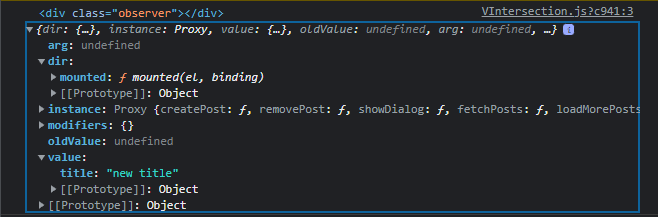 <div class="observer"></div> VIntersection.js?c941:3
▼{dir: {…}, instance: Proxy, value: {…}, oldValue: undefined, arg: undefined, …} i
arg: undefined
▼dir:
▶mounted: ƒ mounted(el, binding)
▶[[Prototype]]: Object
▶instance: Proxy {createPost: ƒ, removePost: ƒ, showDialog: ƒ, fetchPosts: ƒ, loadMorePosts
▶modifiers: {}
oldValue: undefined
▼value:
title: "new title"
▶[[Prototype]]: Object
▶[[Prototype]]: Object